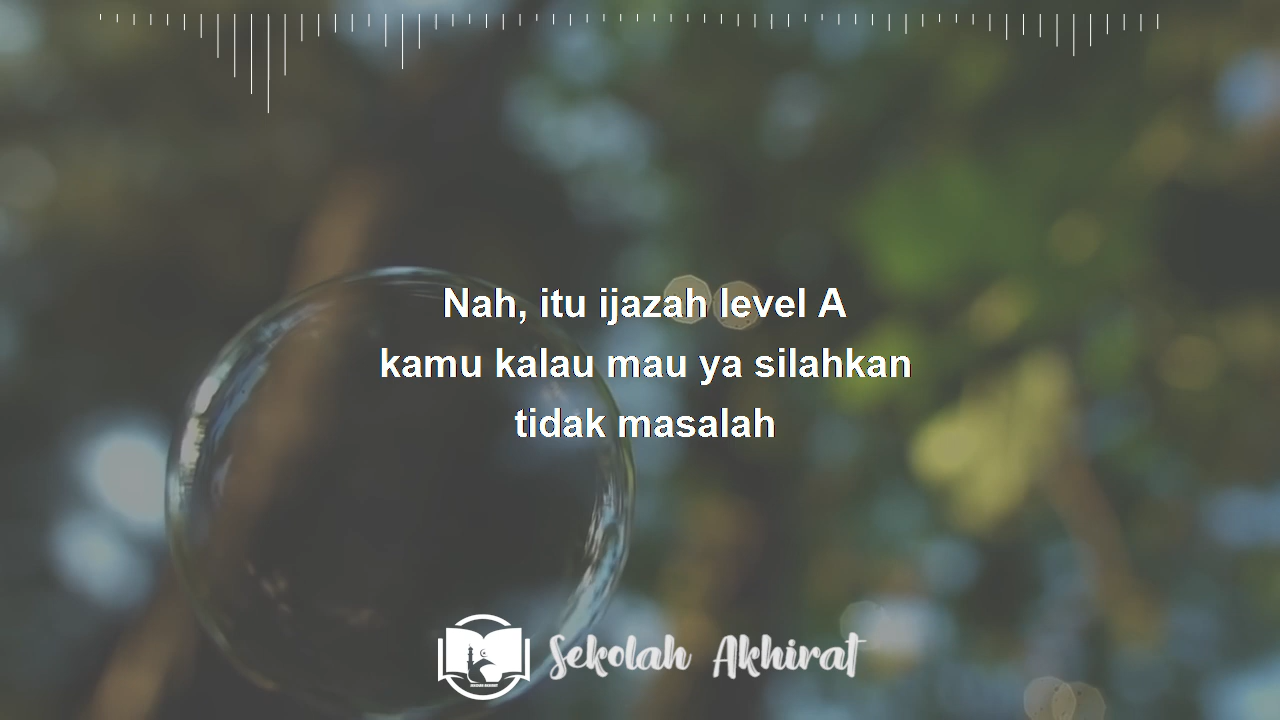 Nah, itu ijazah level A
kamu kalau mau ya silahkan
tidak masalah
Sekolah Akhirat